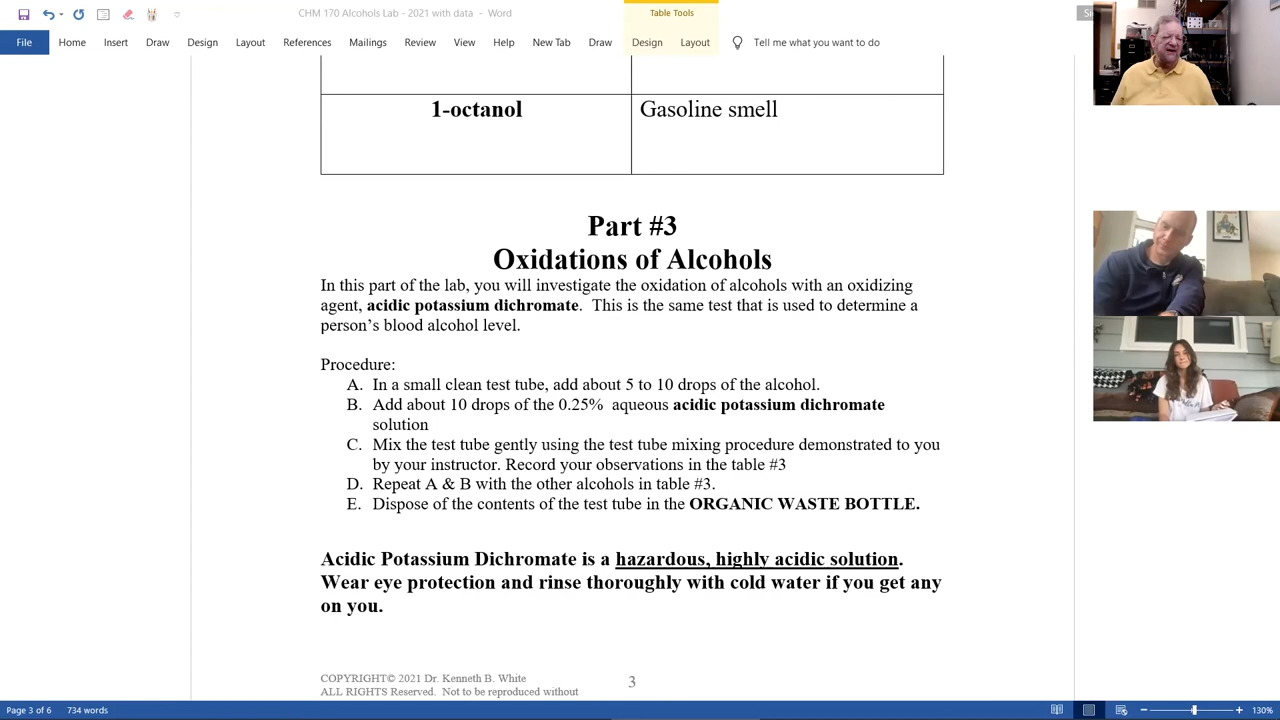 CHM 170 Alcohols Lab - 2021 with data - Word
Table Tools
File Home Insert Draw Design Layout References Mailings Review View Help New Tab Draw Design Layout Tell me what you want to do
1-octanol Gasoline smell
Part #3
Oxidations of Alcohols
In this part of the lab, you will investigate the oxidation of alcohols with an oxidizing
agent, acidic potassium dichromate. This is the same test that is used to determine a
person's blood alcohol level.
Procedure:
A. In a small clean test tube, add about 5 to 10 drops of the alcohol.
B. Add about 10 drops of the 0.25% aqueous acidic potassium dichromate
solution
C. Mix the test tube gently using the test tube mixing procedure demonstrated to you
by your instructor. Record your observations in the table #3
D. Repeat A & B with the other alcohols in table #3.
E. Dispose of the contents of the test tube in the ORGANIC WASTE BOTTLE.
Acidic Potassium Dichromate is a hazardous, highly acidic solution.
Wear eye protection and rinse thoroughly with cold water if you get any
on you.
COPYRIGHT© 2021 Dr. Kenneth B. White
ALL RIGHTS Reserved. Not to be reproduced without
3
Page 3 of 6 734 words 130%